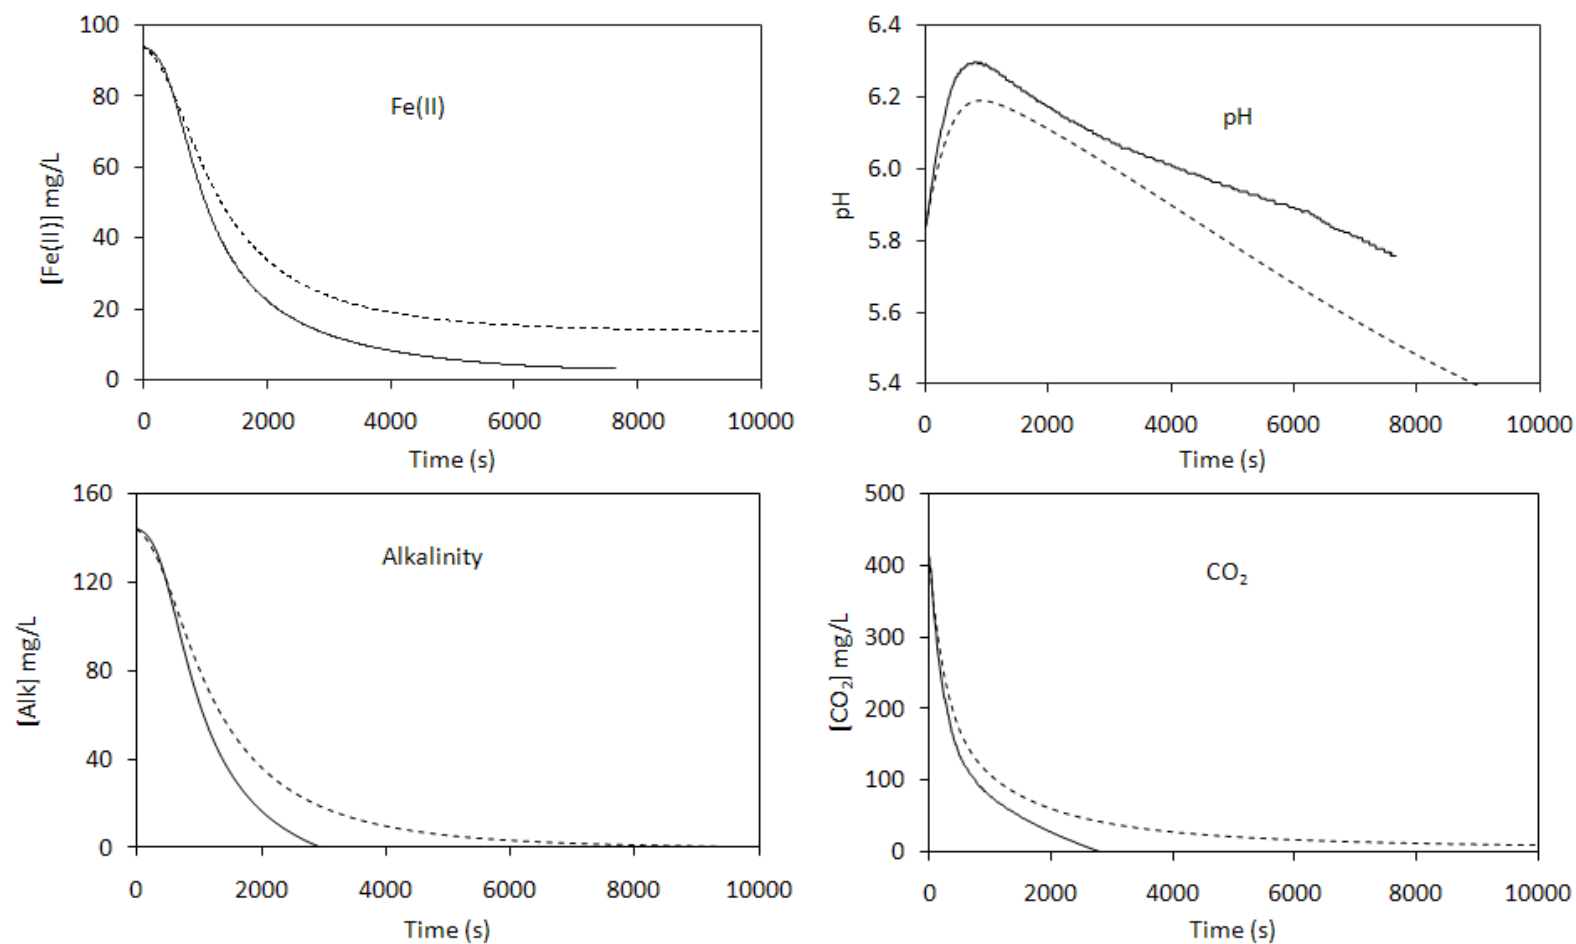 100
80
60
40
20
0
[Fe(II)] mg/L
Fe(II)
0 2000 4000 6000 8000 10000
Time (s)
6.4
6.2
6.0
5.8
5.6
5.4
pH
pH
0 2000 4000 6000 8000 10000
Time (s)
160
120
80
40
0
[Alk] mg/L
Alkalinity
0 2000 4000 6000 8000 10000
Time (s)
500
400
300
200
100
0
[CO₂] mg/L
CO₂
0 2000 4000 6000 8000 10000
Time (s)